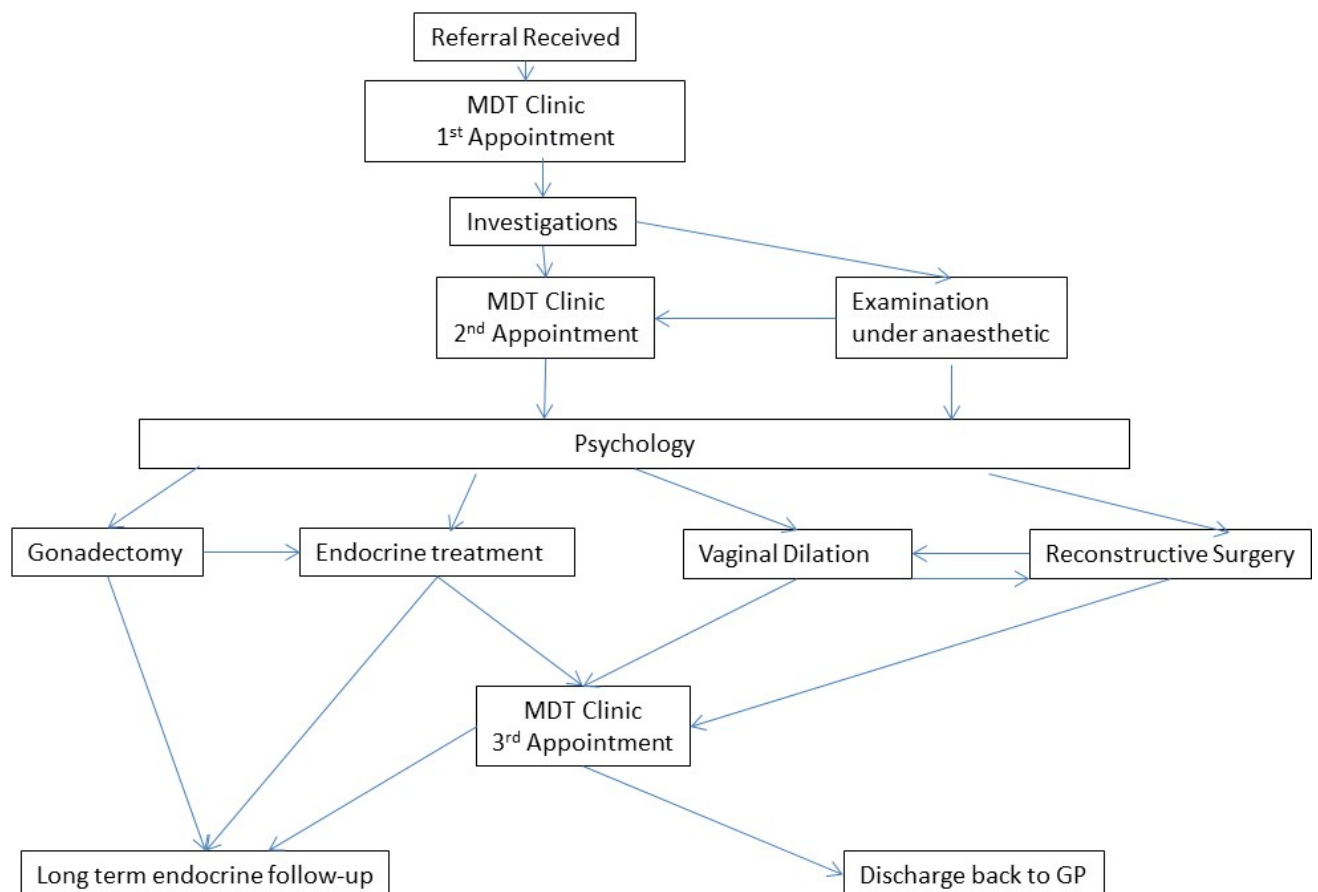 Referral Received
MDT Clinic
1st Appointment
Investigations
MDT Clinic
2nd Appointment
Examination
under anaesthetic
Psychology
Gonadectomy
Endocrine treatment
Vaginal Dilation
Reconstructive Surgery
MDT Clinic
3rd Appointment
Long term endocrine follow-up
Discharge back to GP